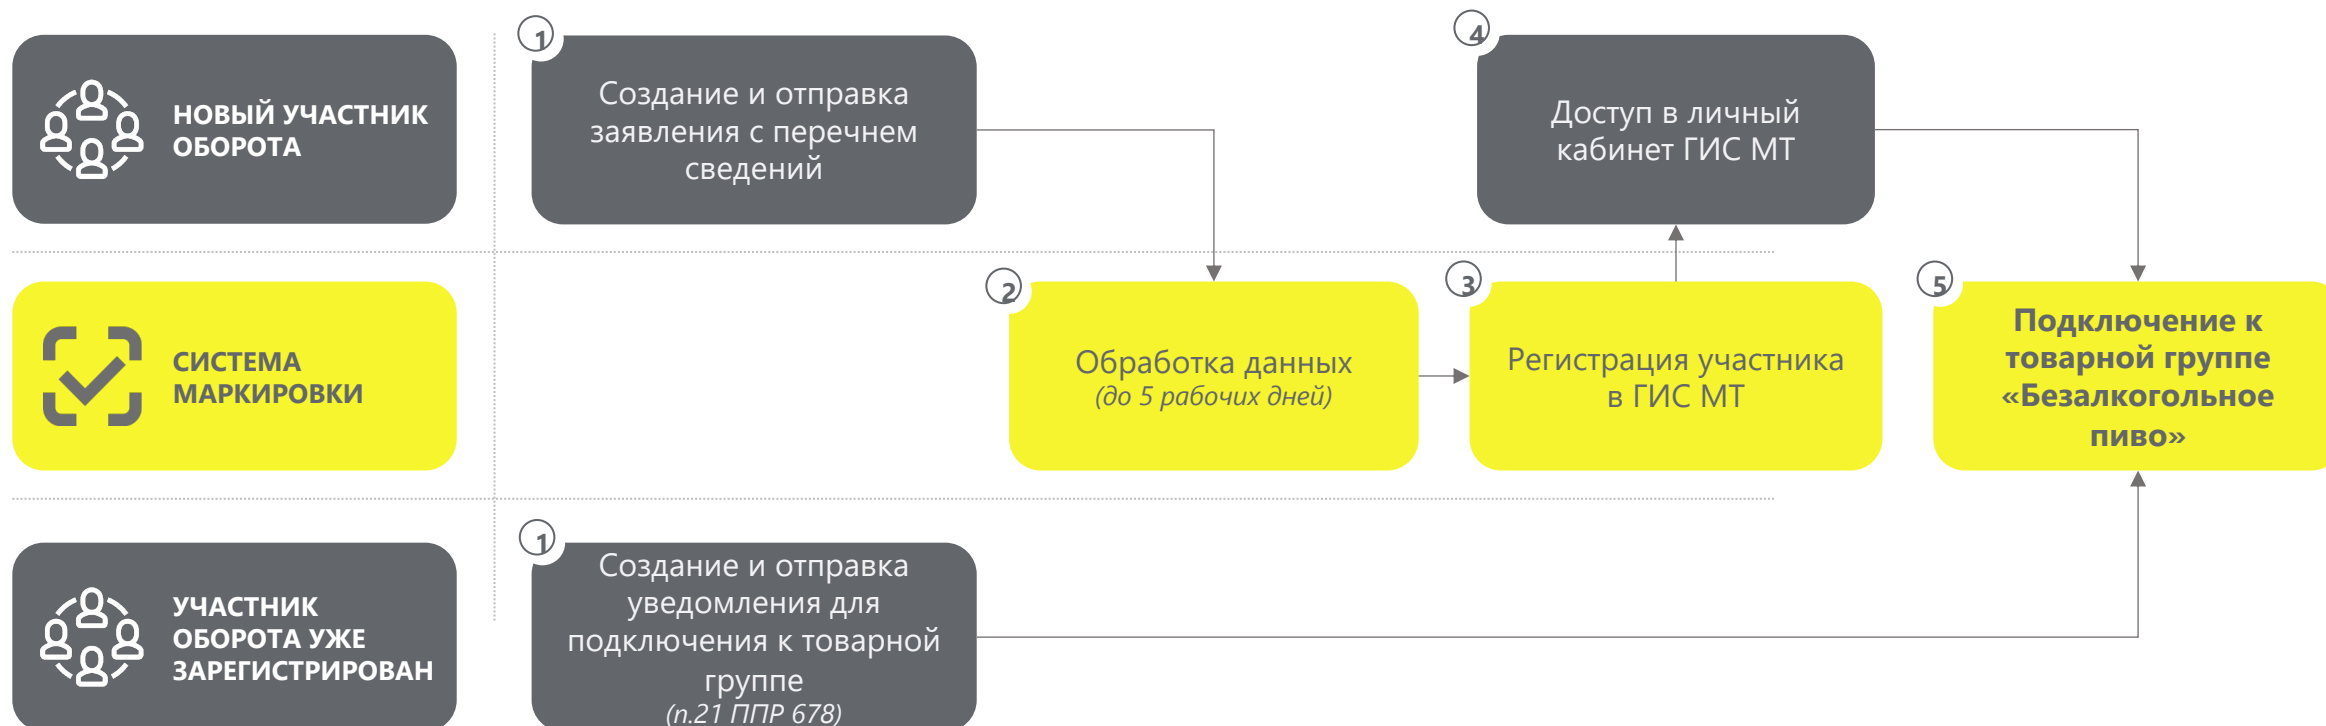 НОВЫЙ УЧАСТНИК
ОБОРОТА
1
Создание и отправка
заявления с перечнем
сведений
4
Доступ в личный
кабинет ГИС МТ
СИСТЕМА
МАРКИРОВКИ
2
Обработка данных
(до 5 рабочих дней)
3
Регистрация участника
в ГИС МТ
5
Подключение к
товарной группе
«Безалкогольное
пиво»
УЧАСТНИК
ОБОРОТА УЖЕ
ЗАРЕГИСТРИРОВАН
1
Создание и отправка
уведомления для
подключения к товарной
группе
(п.21 ППР 678)